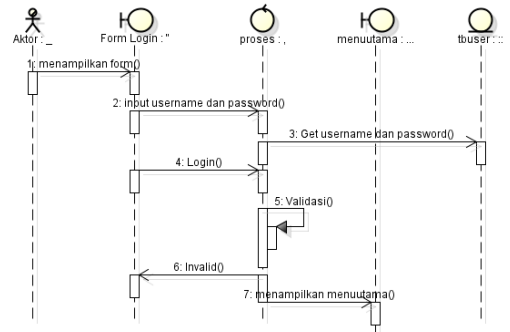 Aktor : _
Form Login : "
proses : ,
menuutama : ...
tbuser : ::
1: menampilkan form()
2: input username dan password()
3: Get username dan password()
4: Login()
5: Validasi()
6: Invalid()
7: menampilkan menuutama()